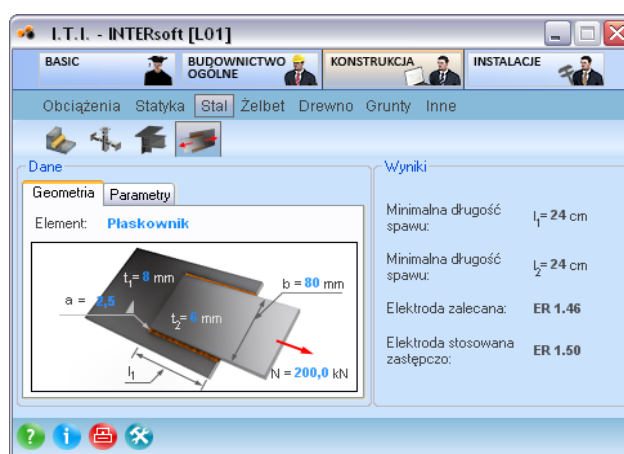 I.T.I. - INTERsoft [L01]
BASIC
BUDOWNICTWO
OGÓLNE
KONSTRUKCJA
INSTALACJE
Obciążenia Statyka Stal Żelbet Drewno Grunty Inne
Dane
Geometria Parametry
Element: Płaskownik
t1= 8 mm
b = 80 mm
a = 2,5
t2= 6 mm
l1
N = 200,0 kN
Wyniki
Minimalna długość
spawu:
l1= 24 cm
Minimalna długość
spawu:
l2= 24 cm
Elektroda zalecana: ER 1.46
Elektroda stosowana
zastępczo:
ER 1.50